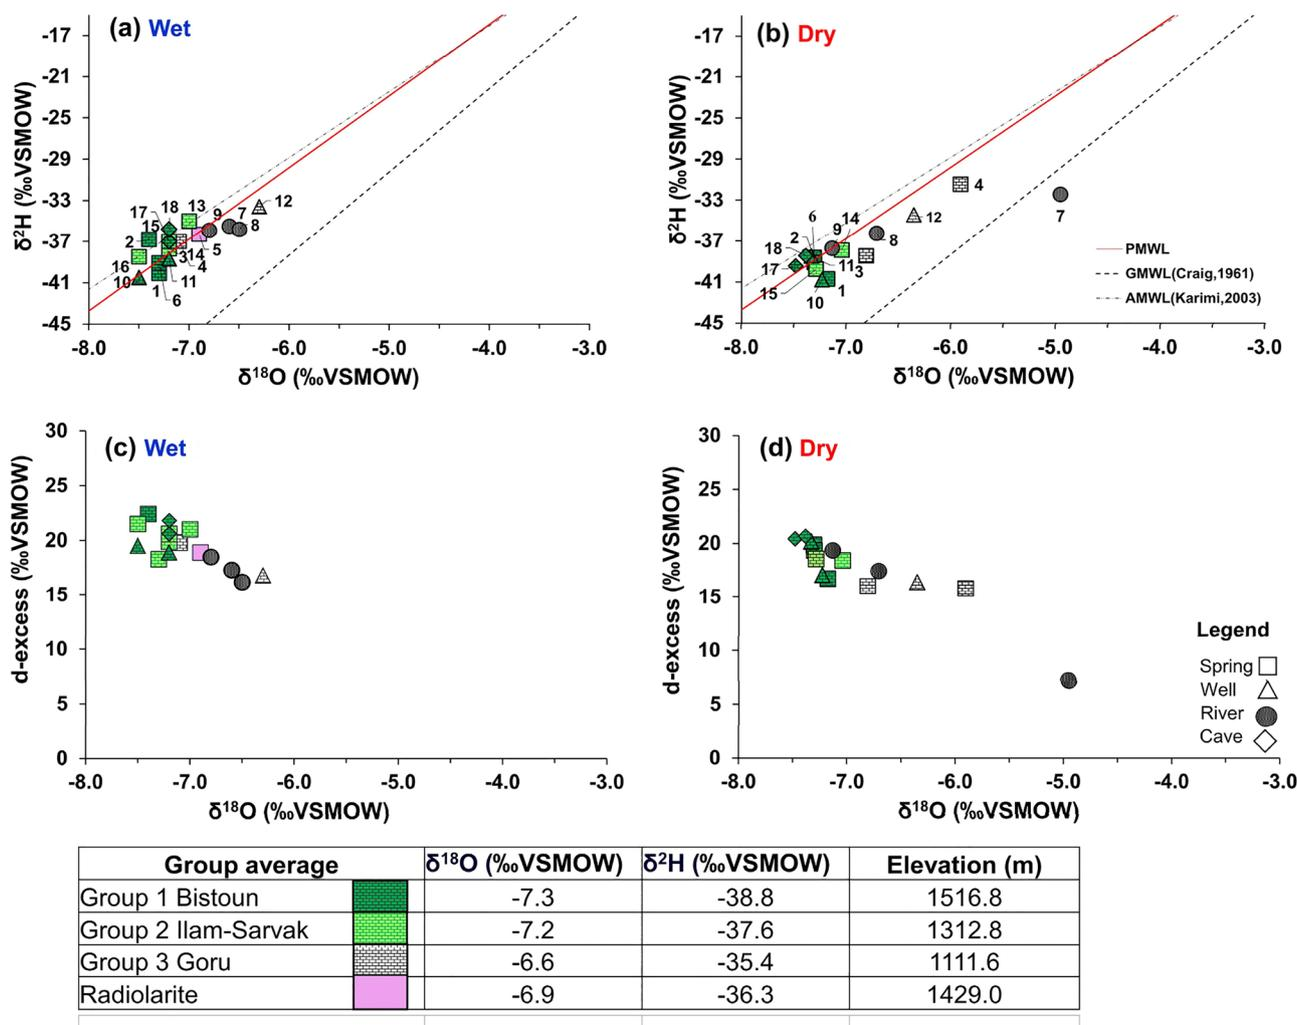 (a) Wet
-17
-21
-25
-29
-33
-37
-41
-45
δ²H (‰VSMOW)
17 18 13 9 7 12
15 8
2 5
3 14
16 4
10 11
1 6
-8.0 -7.0 -6.0 -5.0 -4.0 -3.0
δ¹⁸O (‰VSMOW)
(b) Dry
-17
-21
-25
-29
-33
-37
-41
-45
δ²H (‰VSMOW)
4
7
6 14 12
2 9 8
18
17 11 3
15 1
10
PMWL
GMWL(Craig,1961)
AMWL(Karimi,2003)
-8.0 -7.0 -6.0 -5.0 -4.0 -3.0
δ¹⁸O (‰VSMOW)
(c) Wet
30
25
20
15
10
5
0
d-excess (‰VSMOW)
-8.0 -7.0 -6.0 -5.0 -4.0 -3.0
δ¹⁸O (‰VSMOW)
(d) Dry
30
25
20
15
10
5
0
d-excess (‰VSMOW)
Legend
Spring
Well
River
Cave
-8.0 -7.0 -6.0 -5.0 -4.0 -3.0
δ¹⁸O (‰VSMOW)
Group average δ¹⁸O (‰VSMOW) δ²H (‰VSMOW) Elevation (m)
Group 1 Bistoun -7.3 -38.8 1516.8
Group 2 Ilam-Sarvak -7.2 -37.6 1312.8
Group 3 Goru -6.6 -35.4 1111.6
Radiolarite -6.9 -36.3 1429.0